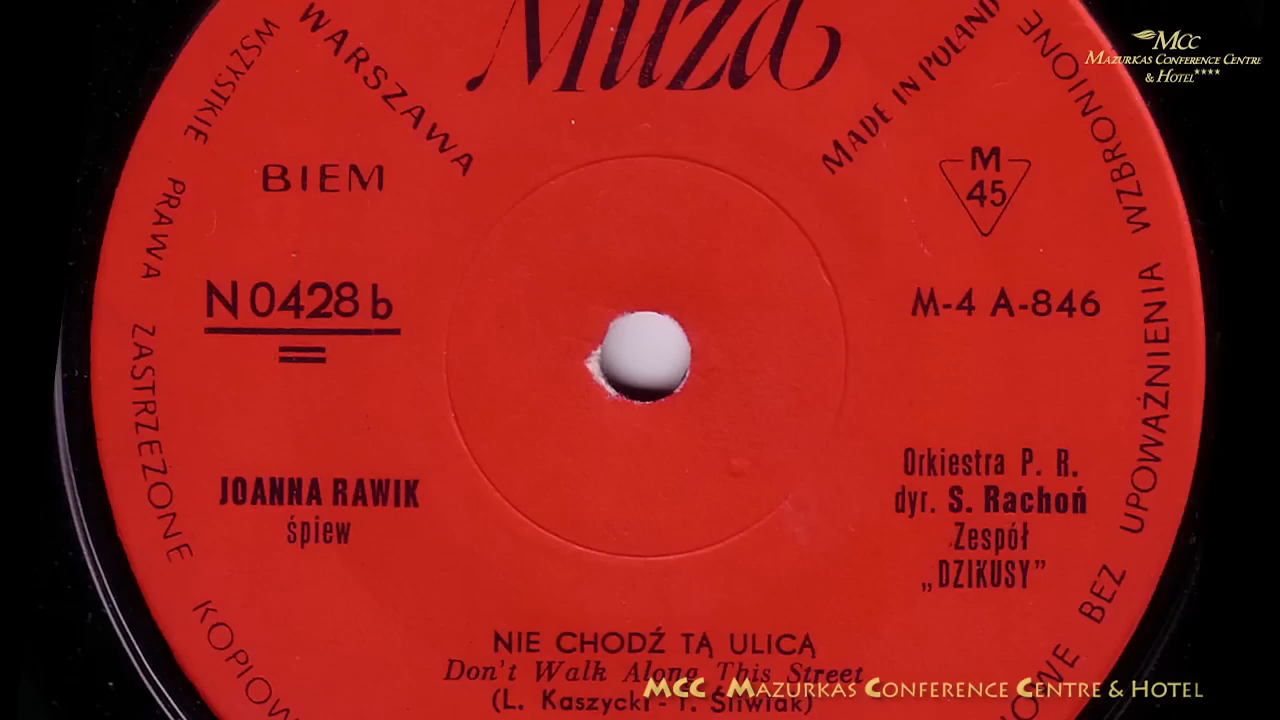 Muza
WARSZAWA
MADE IN POLAND
WSZYSTKIE PRAWA ZASTRZEŻONE
BEZ UPOWAŻNIENIA WZBRONIONE
BIEM
M
45
N 0428 b
M-4 A-846
JOANNA RAWIK
śpiew
Orkiestra P. R.
dyr. S. Rachoń
Zespół
„DZIKUSY”
NIE CHODŹ TĄ ULICĄ
Don't Walk Along This Street
(L. Kaszycki - T. Śliwiak)
MCC
MAZURKAS CONFERENCE CENTRE
& HOTEL****
MCC MAZURKAS CONFERENCE CENTRE & HOTEL